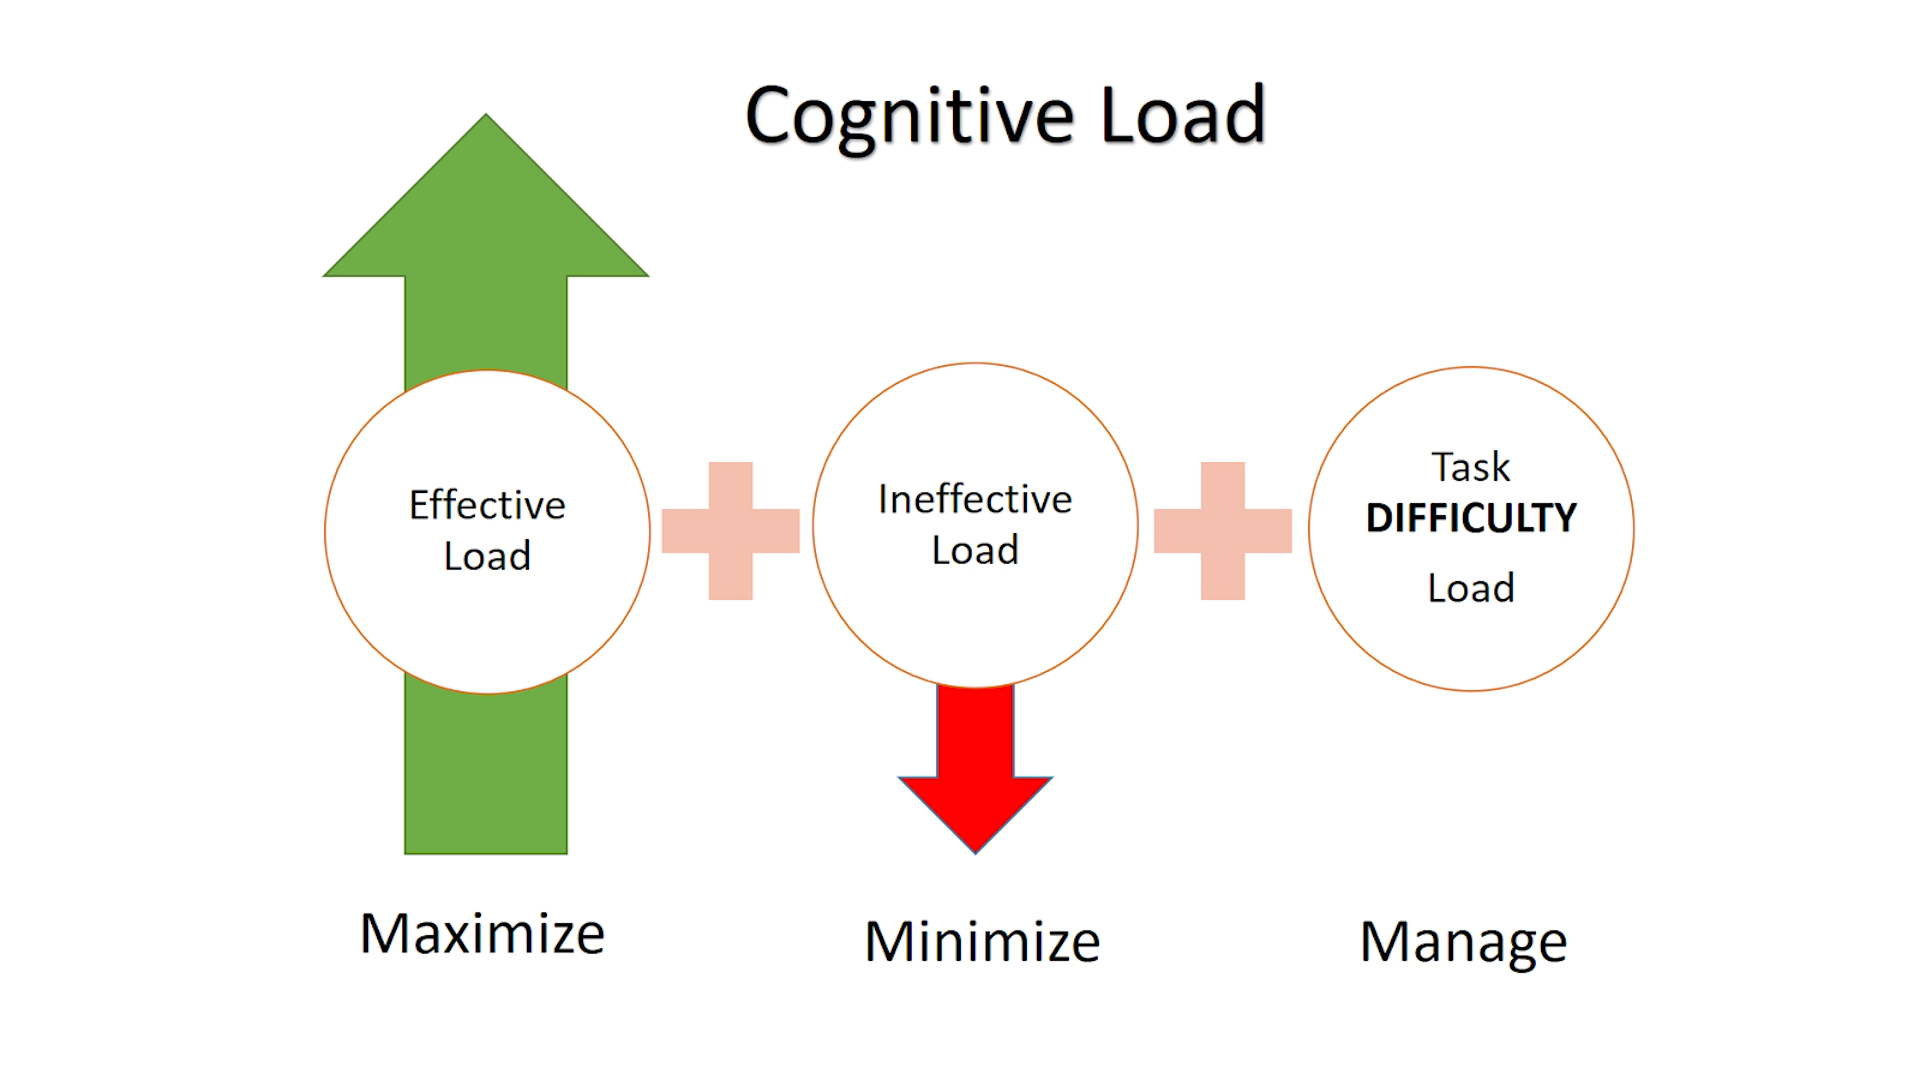 Cognitive Load
Effective
Load
Ineffective
Load
Task
DIFFICULTY
Load
Maximize
Minimize
Manage